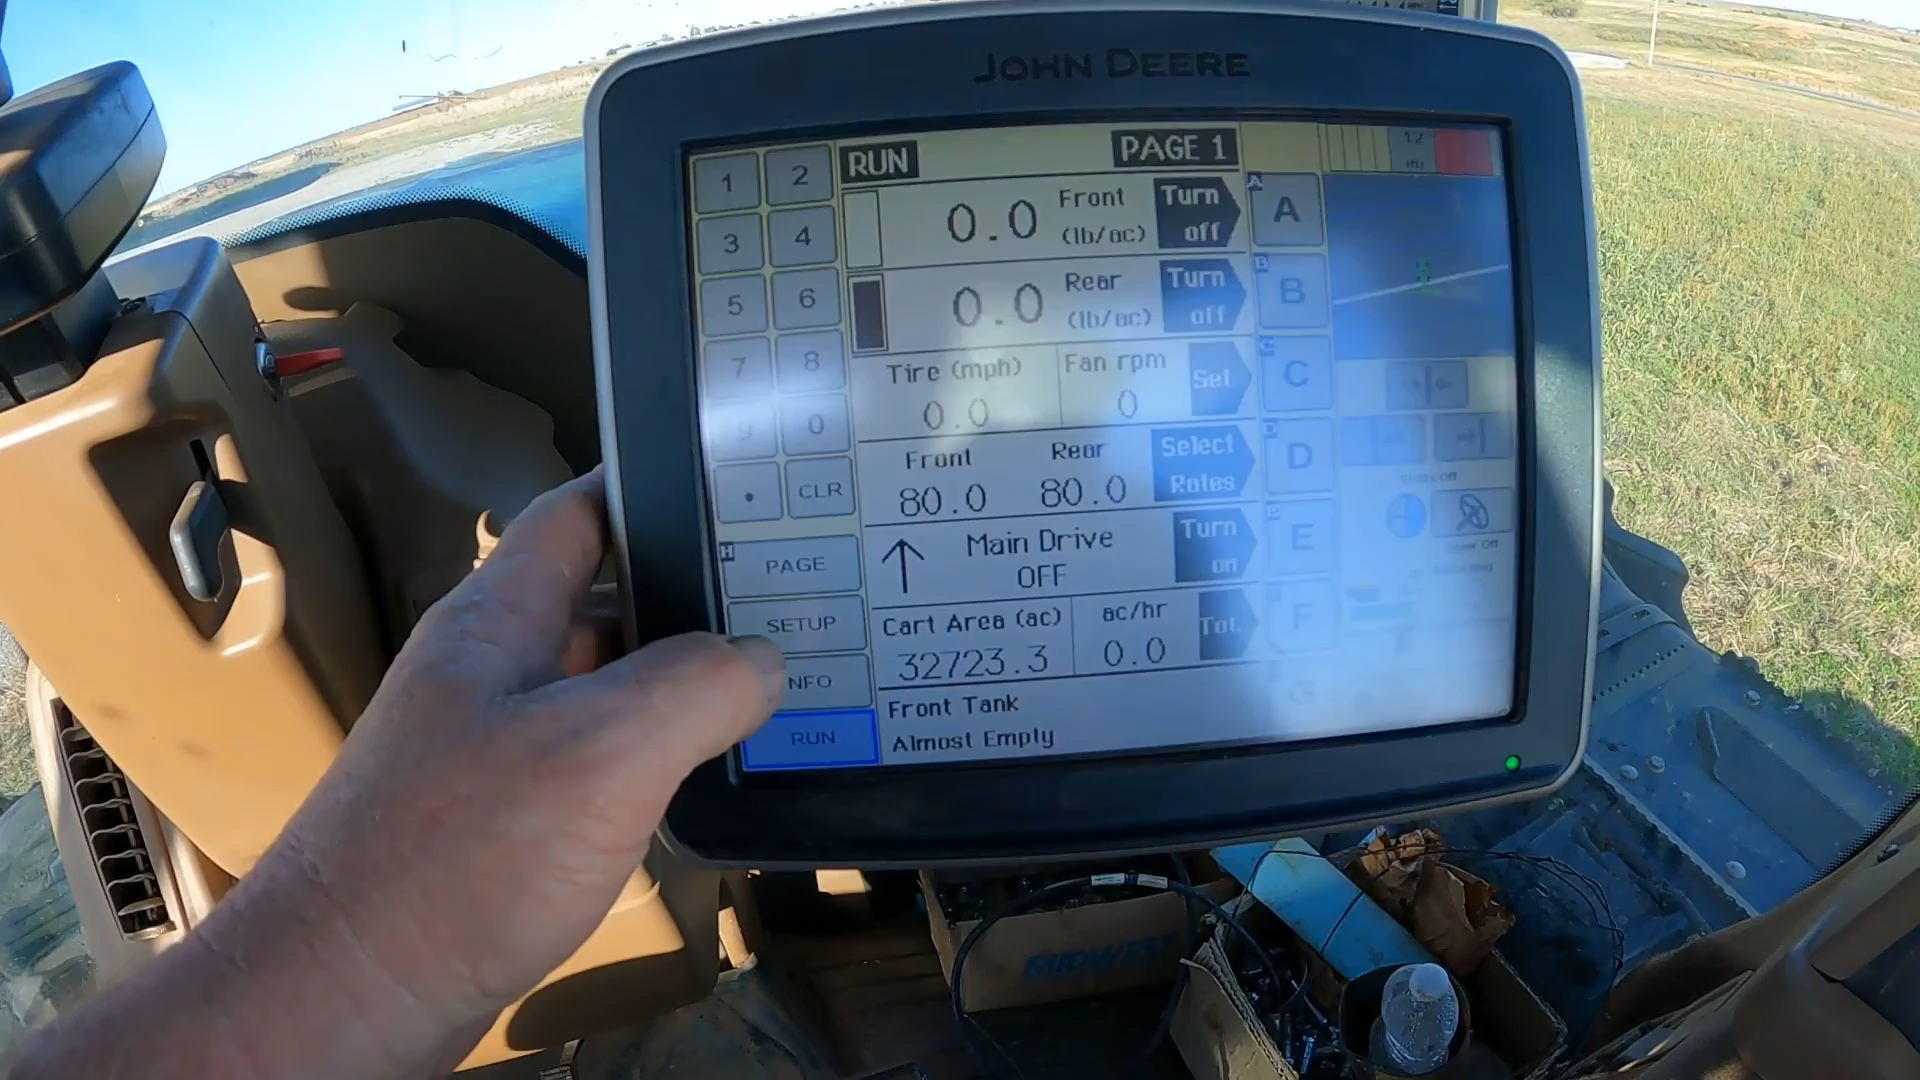 JOHN DEERE
1 2 RUN PAGE 1 12
3 4 0.0 Front (lb/ac) Turn off A
5 6 0.0 Rear (lb/ac) Turn off B
7 8 Tire (mph) Fan rpm Set C
9 0 0.0 0
Front Rear Select Rates D
. CLR 80.0 80.0
PAGE Main Drive Turn on E
OFF
SETUP Cart Area (ac) ac/hr Tot. F
32723.3 0.0
NFO Front Tank G
RUN Almost Empty
MIDWEST